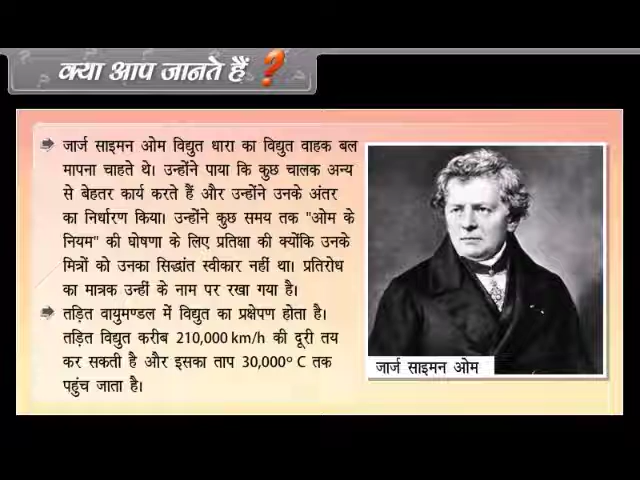 क्या आप जानते हैं ?
जार्ज साइमन ओम विद्युत धारा का विद्युत वाहक बल
मापना चाहते थे। उन्होंने पाया कि कुछ चालक अन्य
से बेहतर कार्य करते हैं और उन्होंने उनके अंतर
का निर्धारण किया। उन्होंने कुछ समय तक "ओम के
नियम" की घोषणा के लिए प्रतिक्षा की क्योंकि उनके
मित्रों को उनका सिद्धांत स्वीकार नहीं था। प्रतिरोध
का मात्रक उन्हीं के नाम पर रखा गया है।
तड़ित वायुमण्डल में विद्युत का प्रक्षेपण होता है।
तड़ित विद्युत करीब 210,000 km/h की दूरी तय
कर सकती है और इसका ताप 30,000° C तक
पहुंच जाता है।
जार्ज साइमन ओम